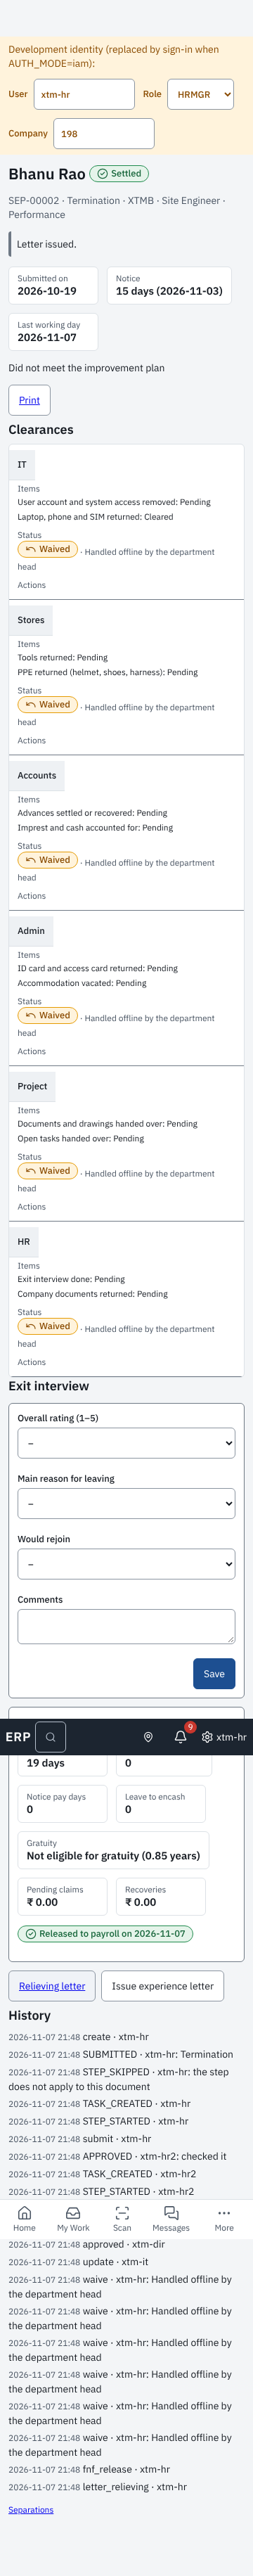 Development identity (replaced by sign-in when
AUTH_MODE=iam):
User xtm-hr Role HRMGR
Company 198
Bhanu Rao Settled
SEP-00002 · Termination · XTMB · Site Engineer ·
Performance
Letter issued.
Submitted on
2026-10-19
Notice
15 days (2026-11-03)
Last working day
2026-11-07
Did not meet the improvement plan
Print
Clearances
IT
Items
User account and system access removed: Pending
Laptop, phone and SIM returned: Cleared
Status
Waived · Handled offline by the department
head
Actions
Stores
Items
Tools returned: Pending
PPE returned (helmet, shoes, harness): Pending
Status
Waived · Handled offline by the department
head
Actions
Accounts
Items
Advances settled or recovered: Pending
Imprest and cash accounted for: Pending
Status
Waived · Handled offline by the department
head
Actions
Admin
Items
ID card and access card returned: Pending
Accommodation vacated: Pending
Status
Waived · Handled offline by the department
head
Actions
Project
Items
Documents and drawings handed over: Pending
Open tasks handed over: Pending
Status
Waived · Handled offline by the department
head
Actions
HR
Items
Exit interview done: Pending
Company documents returned: Pending
Status
Waived · Handled offline by the department
head
Actions
Exit interview
Overall rating (1–5)
–
Main reason for leaving
–
Would rejoin
–
Comments
Save
ERP 9 xtm-hr
19 days
0
Notice pay days
0
Leave to encash
0
Gratuity
Not eligible for gratuity (0.85 years)
Pending claims
₹ 0.00
Recoveries
₹ 0.00
Released to payroll on 2026-11-07
Relieving letter Issue experience letter
History
2026-11-07 21:48 create · xtm-hr
2026-11-07 21:48 SUBMITTED · xtm-hr: Termination
2026-11-07 21:48 STEP_SKIPPED · xtm-hr: the step
does not apply to this document
2026-11-07 21:48 TASK_CREATED · xtm-hr
2026-11-07 21:48 STEP_STARTED · xtm-hr
2026-11-07 21:48 submit · xtm-hr
2026-11-07 21:48 APPROVED · xtm-hr2: checked it
2026-11-07 21:48 TASK_CREATED · xtm-hr2
2026-11-07 21:48 STEP_STARTED · xtm-hr2
Home My Work Scan Messages More
2026-11-07 21:48 approved · xtm-dir
2026-11-07 21:48 update · xtm-it
2026-11-07 21:48 waive · xtm-hr: Handled offline by
the department head
2026-11-07 21:48 waive · xtm-hr: Handled offline by
the department head
2026-11-07 21:48 waive · xtm-hr: Handled offline by
the department head
2026-11-07 21:48 waive · xtm-hr: Handled offline by
the department head
2026-11-07 21:48 waive · xtm-hr: Handled offline by
the department head
2026-11-07 21:48 waive · xtm-hr: Handled offline by
the department head
2026-11-07 21:48 fnf_release · xtm-hr
2026-11-07 21:48 letter_relieving · xtm-hr
Separations